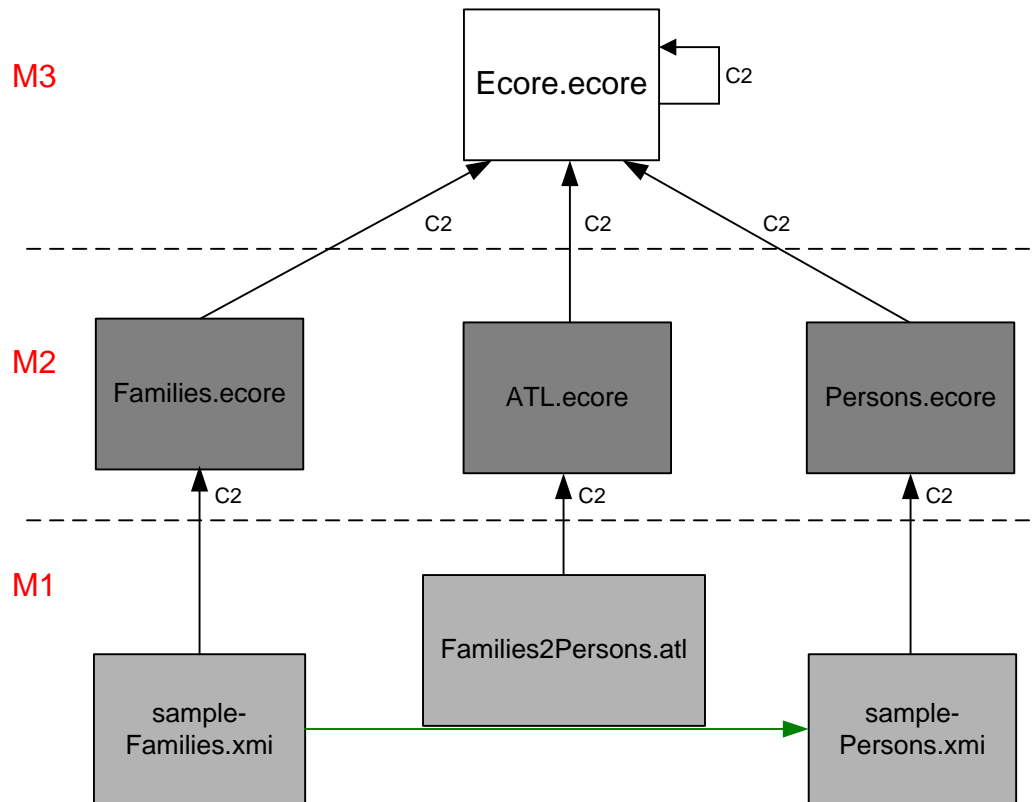 M3
Ecore.ecore
C2
C2
C2
C2
M2
Families.ecore
ATL.ecore
Persons.ecore
C2
C2
C2
M1
Families2Persons.atl
sample-
Families.xmi
sample-
Persons.xmi